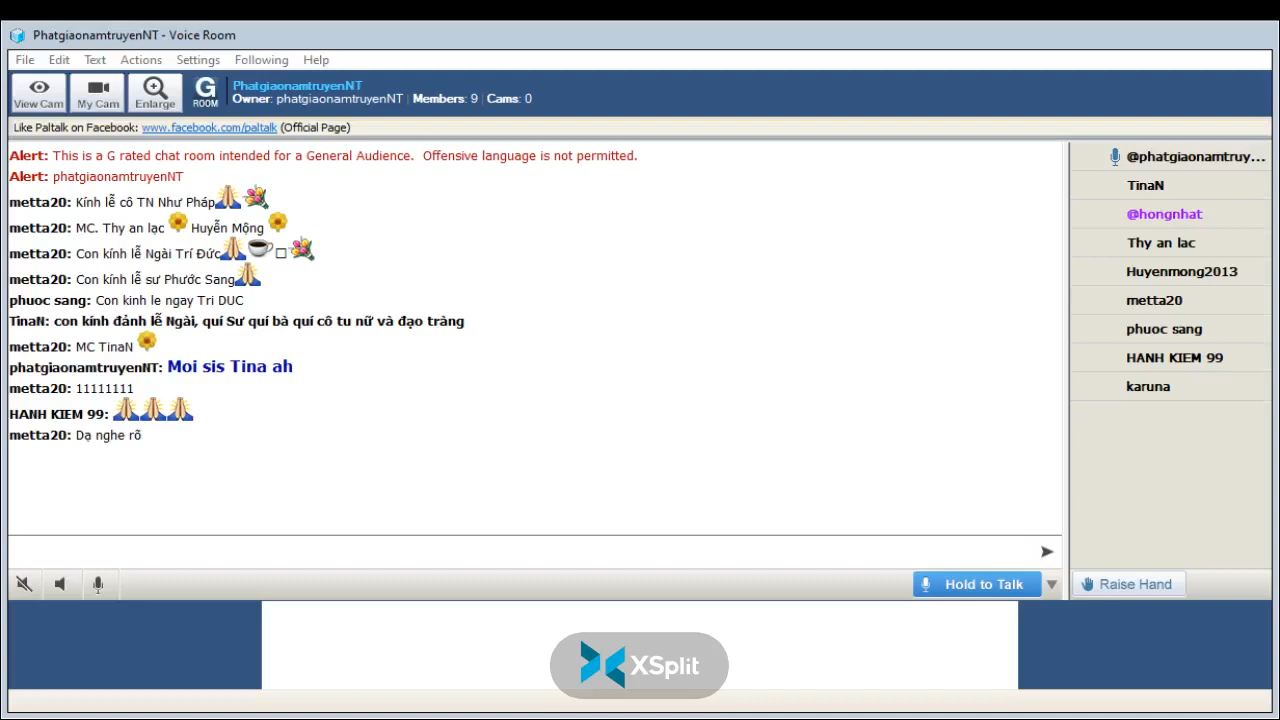 PhatgiaonamtruyenNT - Voice Room
File Edit Text Actions Settings Following Help
View Cam My Cam Enlarge G ROOM
PhatgiaonamtruyenNT
Owner: phatgiaonamtruyenNT | Members: 9 | Cams: 0
Like Paltalk on Facebook: www.facebook.com/paltalk (Official Page)
Alert: This is a G rated chat room intended for a General Audience. Offensive language is not permitted.
Alert: phatgiaonamtruyenNT
metta20: Kính lễ cô TN Như Pháp
metta20: MC. Thy an lạc Huyễn Mộng
metta20: Con kính lễ Ngài Trí Đức
metta20: Con kính lễ sư Phước Sang
phuoc sang: Con kinh le ngay Tri DUC
TinaN: con kính đảnh lễ Ngài, quí Sư quí bà quí cô tu nữ và đạo tràng
metta20: MC TinaN
phatgiaonamtruyenNT: Moi sis Tina ah
metta20: 11111111
HANH KIEM 99:
metta20: Dạ nghe rõ
@phatgiaonamtruy...
TinaN
@hongnhat
Thy an lac
Huyenmong2013
metta20
phuoc sang
HANH KIEM 99
karuna
Hold to Talk
Raise Hand
XSplit